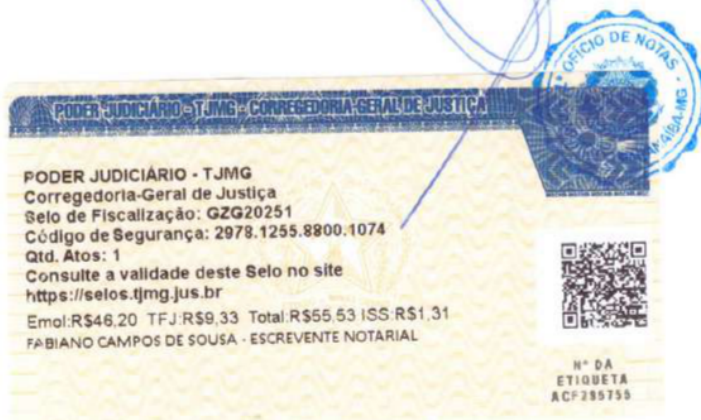 OFÍCIO DE NOTAS
PODER JUDICIÁRIO - TJMG - CORREGEDORIA-GERAL DE JUSTIÇA
PODER JUDICIÁRIO - TJMG
Corregedoria-Geral de Justiça
Selo de Fiscalização: GZG20251
Código de Segurança: 2978.1255.8800.1074
Qtd. Atos: 1
Consulte a validade deste Selo no site
https://selos.tjmg.jus.br
Emol:R$46,20 TFJ:R$9,33 Total:R$55,53 ISS:R$1,31
FABIANO CAMPOS DE SOUSA - ESCREVENTE NOTARIAL
Nº DA
ETIQUETA
ACF285755